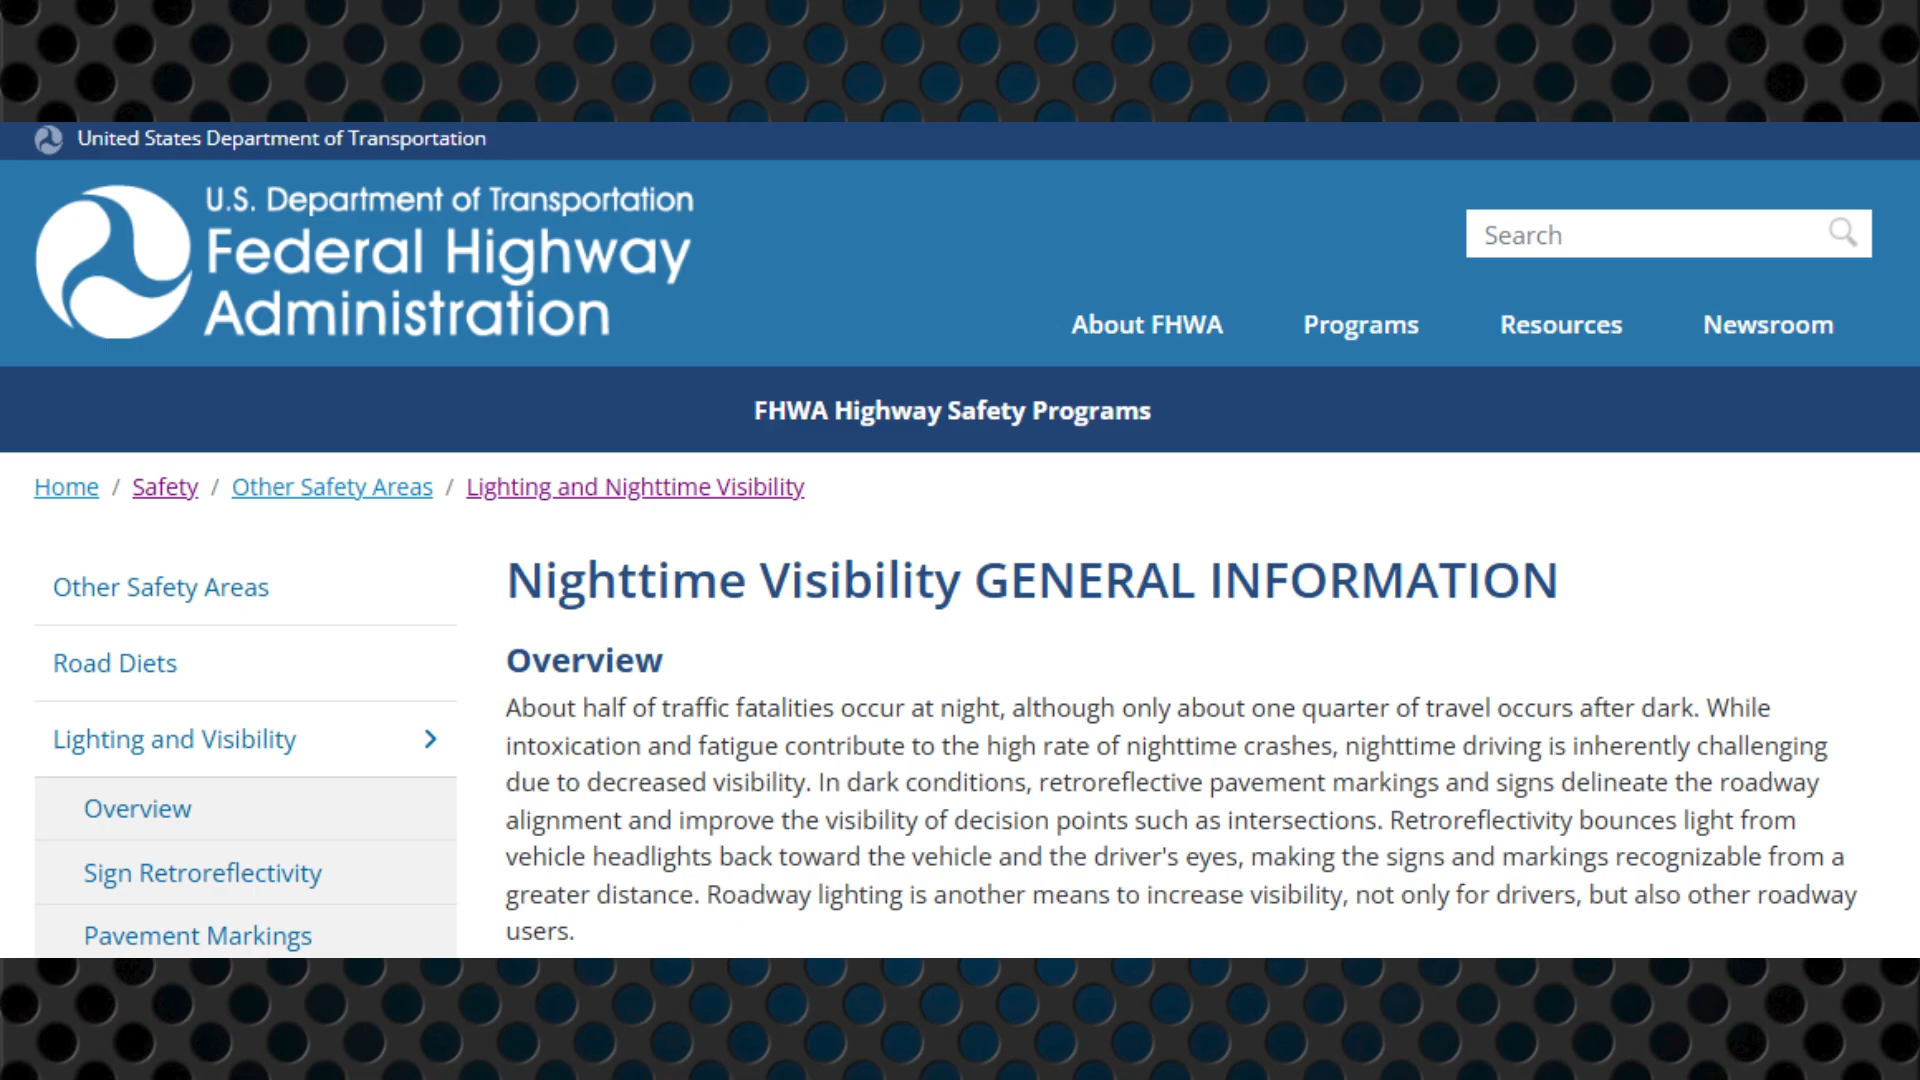 United States Department of Transportation
U.S. Department of Transportation
Federal Highway
Administration
Search
About FHWA Programs Resources Newsroom
FHWA Highway Safety Programs
Home / Safety / Other Safety Areas / Lighting and Nighttime Visibility
Other Safety Areas
Road Diets
Lighting and Visibility
Overview
Sign Retroreflectivity
Pavement Markings
Nighttime Visibility GENERAL INFORMATION
Overview
About half of traffic fatalities occur at night, although only about one quarter of travel occurs after dark. While
intoxication and fatigue contribute to the high rate of nighttime crashes, nighttime driving is inherently challenging
due to decreased visibility. In dark conditions, retroreflective pavement markings and signs delineate the roadway
alignment and improve the visibility of decision points such as intersections. Retroreflectivity bounces light from
vehicle headlights back toward the vehicle and the driver's eyes, making the signs and markings recognizable from a
greater distance. Roadway lighting is another means to increase visibility, not only for drivers, but also other roadway
users.